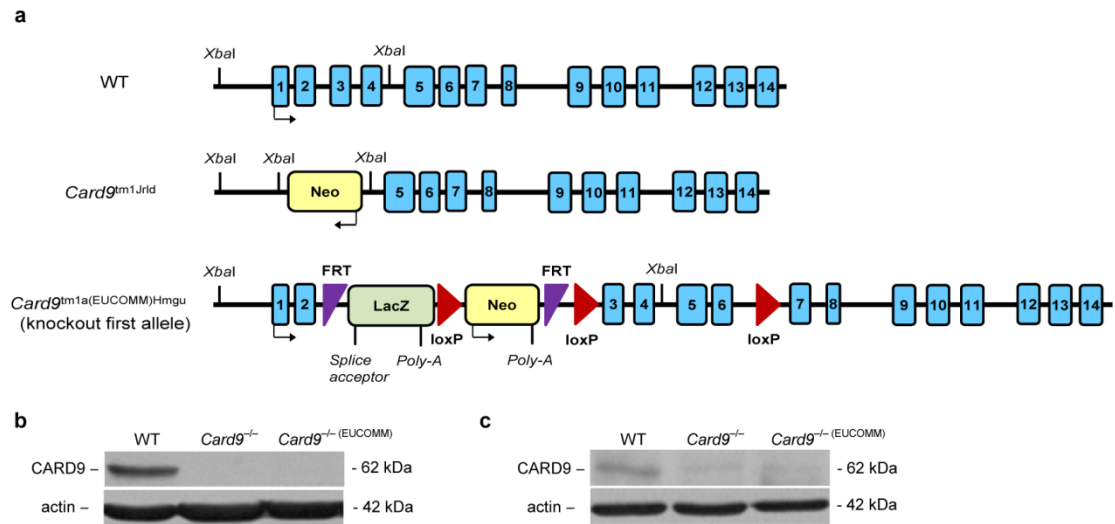 a
XbaI XbaI
WT 1 2 3 4 5 6 7 8 9 10 11 12 13 14
XbaI XbaI XbaI
Card9tm1Jrld Neo 5 6 7 8 9 10 11 12 13 14
FRT FRT
XbaI XbaI
Card9tm1a(EUCOMM)Hmgu 1 2 LacZ Neo 3 4 5 6 7 8 9 10 11 12 13 14
(knockout first allele)
loxP loxP loxP
Splice acceptor Poly-A Poly-A
b
WT Card9–/– Card9–/– (EUCOMM)
CARD9 – - 62 kDa
actin – - 42 kDa
c
WT Card9–/– Card9–/– (EUCOMM)
CARD9 – - 62 kDa
actin – - 42 kDa